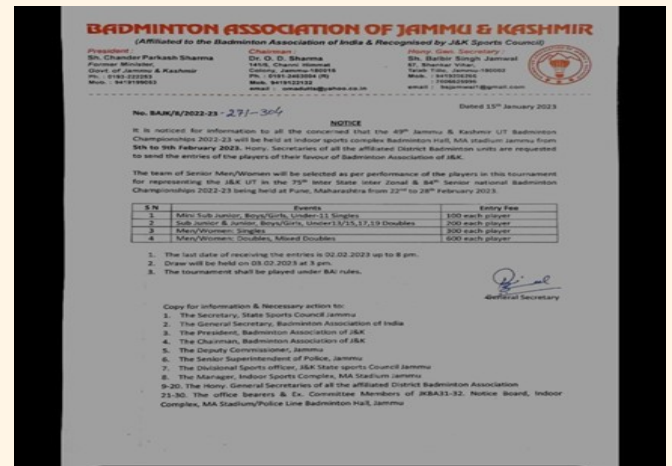 BADMINTON ASSOCIATION OF JAMMU & KASHMIR
(Affiliated to the Badminton Association of India & Recognised by J&K Sports Council)
President : Chairman : Hony. Gen. Secretary :
Sh. Chander Parkash Sharma Dr. O. D. Sharma Sh. Balbir Singh Jamwal
Former Minister, 141/5, Channi Himmat 67, Shankar Vihar,
Govt. of Jammu & Kashmir Colony, Jammu-180015 Talab Tillo, Jammu-180002
Dated 15th January 2023
No. BAJK/B/2022-23 - 271-304
NOTICE
It is noticed for information to all the concerned that the 49th Jammu & Kashmir UT Badminton
Championships 2022-23 will be held at indoor sports complex Badminton Hall, MA stadium Jammu from
5th to 9th February 2023. Hony. Secretaries of all the affiliated District Badminton units are requested
to send the entries of the players of their favour of Badminton Association of J&K.
The team of Senior Men/Women will be selected as per performance of the players in this tournament
for representing the J&K UT in the 75th Inter State Inter Zonal & 84th Senior national Badminton
Championships 2022-23 being held at Pune, Maharashtra from 22nd to 28th February 2023.
S N Events Entry Fee
1 Mini Sub Junior, Boys/Girls, Under-11 Singles 100 each player
2 Sub Junior & Junior, Boys/Girls, Under13/15,17,19 Doubles 200 each player
3 Men/Women: Singles 300 each player
4 Men/Women: Doubles, Mixed Doubles 600 each player
1. The last date of receiving the entries is 02.02.2023 up to 8 pm.
2. Draw will be held on 03.02.2023 at 3 pm.
3. The tournament shall be played under BAI rules.
General Secretary
Copy for information & Necessary action to:
1. The Secretary, State Sports Council Jammu
2. The General Secretary, Badminton Association of India
3. The President, Badminton Association of J&K
4. The Chairman, Badminton Association of J&K
5. The Deputy Commissioner, Jammu
6. The Senior Superintendent of Police, Jammu
7. The Divisional Sports officer, J&K State sports Council Jammu
8. The Manager, Indoor Sports Complex, MA Stadium Jammu
9-20. The Hony. General Secretaries of all the affiliated District Badminton Association
21-30. The office bearers & Ex. Committee Members of JKBA31-32. Notice Board, Indoor
Complex, MA Stadium/Police Line Badminton Hall, Jammu